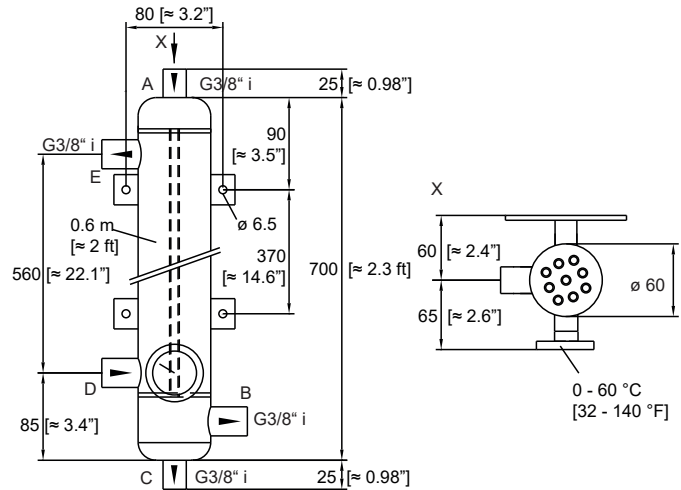 80 [≈ 3.2”]
X
A
G3/8“ i
25 [≈ 0.98”]
G3/8“ i
E
90
[≈ 3.5”]
ø 6.5
0.6 m
[≈ 2 ft]
370
[≈ 14.6”]
560 [≈ 22.1”]
700 [≈ 2.3 ft]
D
B
G3/8“ i
85 [≈ 3.4”]
C
G3/8“ i
25 [≈ 0.98”]
X
60 [≈ 2.4”]
ø 60
65 [≈ 2.6”]
0 - 60 °C
[32 - 140 °F]